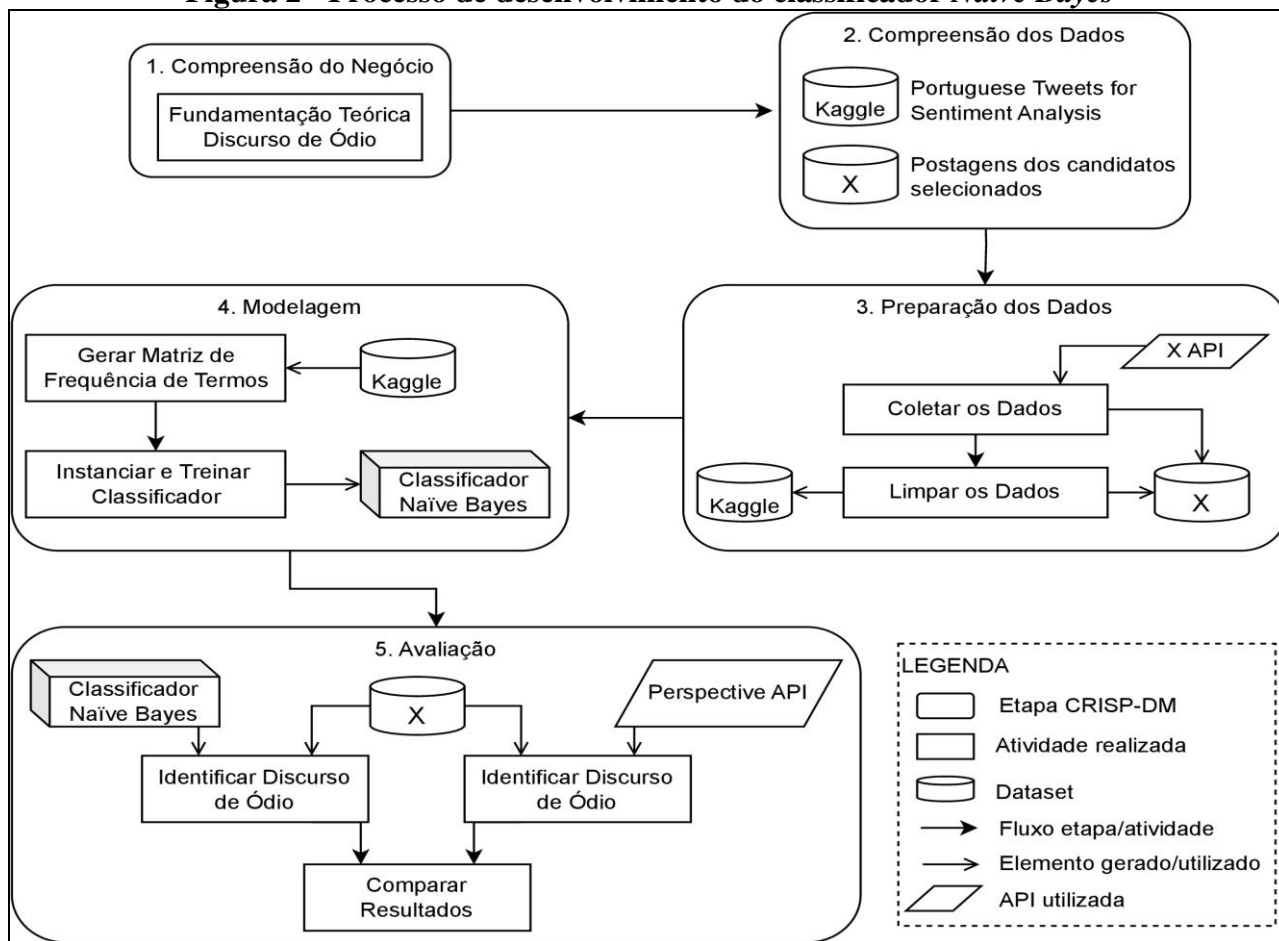 Figura 2 - Processo de desenvolvimento do classificador Naïve Bayes
1. Compreensão do Negócio
Fundamentação Teórica
Discurso de Ódio
2. Compreensão dos Dados
Kaggle
Portuguese Tweets for
Sentiment Analysis
X
Postagens dos candidatos
selecionados
3. Preparação dos Dados
X API
Coletar os Dados
Limpar os Dados
Kaggle
X
4. Modelagem
Gerar Matriz de
Frequência de Termos
Kaggle
Instanciar e Treinar
Classificador
Classificador
Naïve Bayes
5. Avaliação
Classificador
Naïve Bayes
X
Perspective API
Identificar Discurso
de Ódio
Identificar Discurso
de Ódio
Comparar
Resultados
LEGENDA
Etapa CRISP-DM
Atividade realizada
Dataset
Fluxo etapa/atividade
Elemento gerado/utilizado
API utilizada